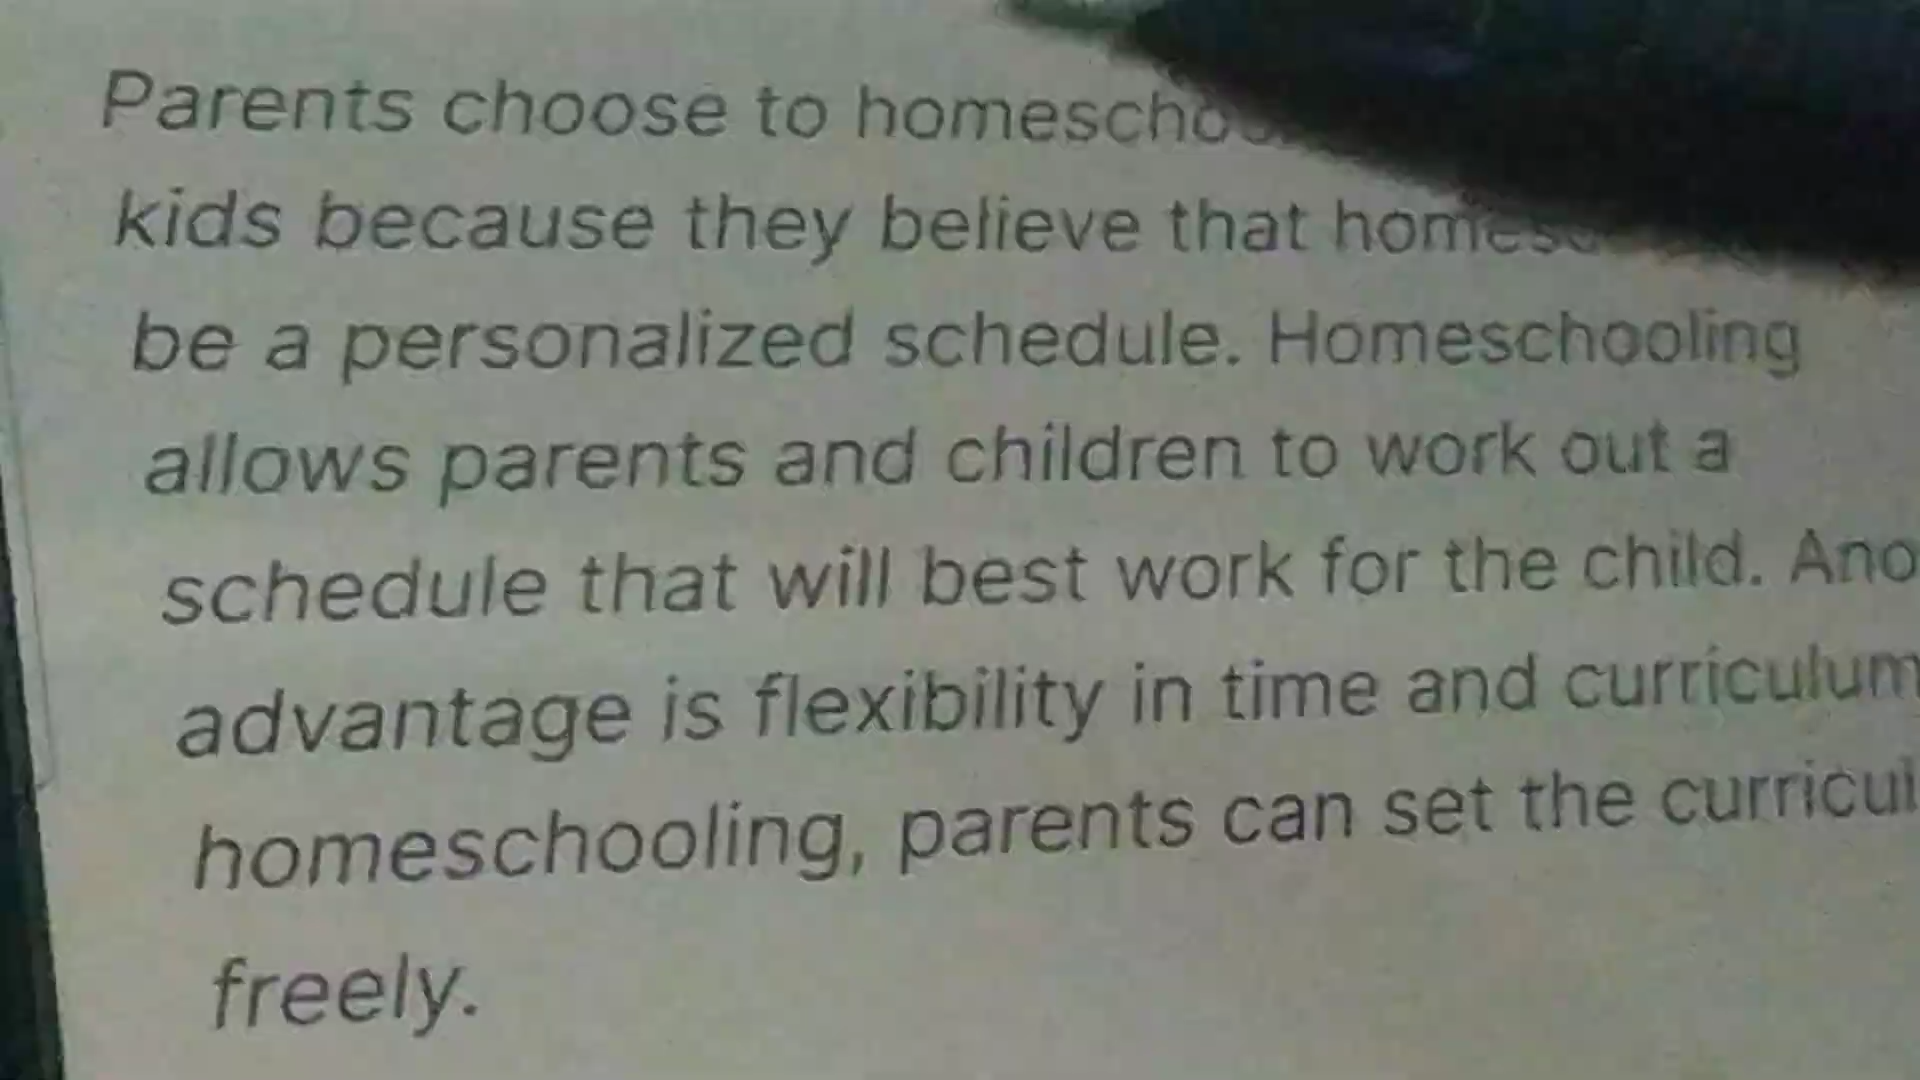 Parents choose to
kids because they believe that
be a personalized schedule. Homeschooling
allows parents and children to work out a
schedule that will best work for the child.
advantage is flexibility in time and curriculum
homeschooling, parents can set the
freely.